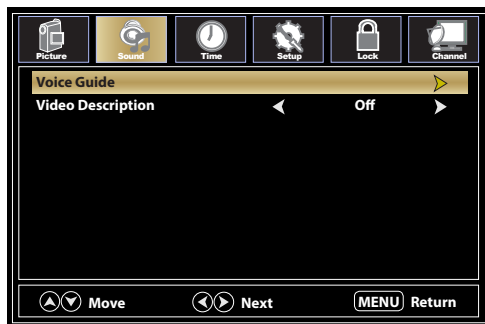 Picture Sound Time Setup Lock Channel
Voice Guide
Video Description Off
Move Next MENU Return